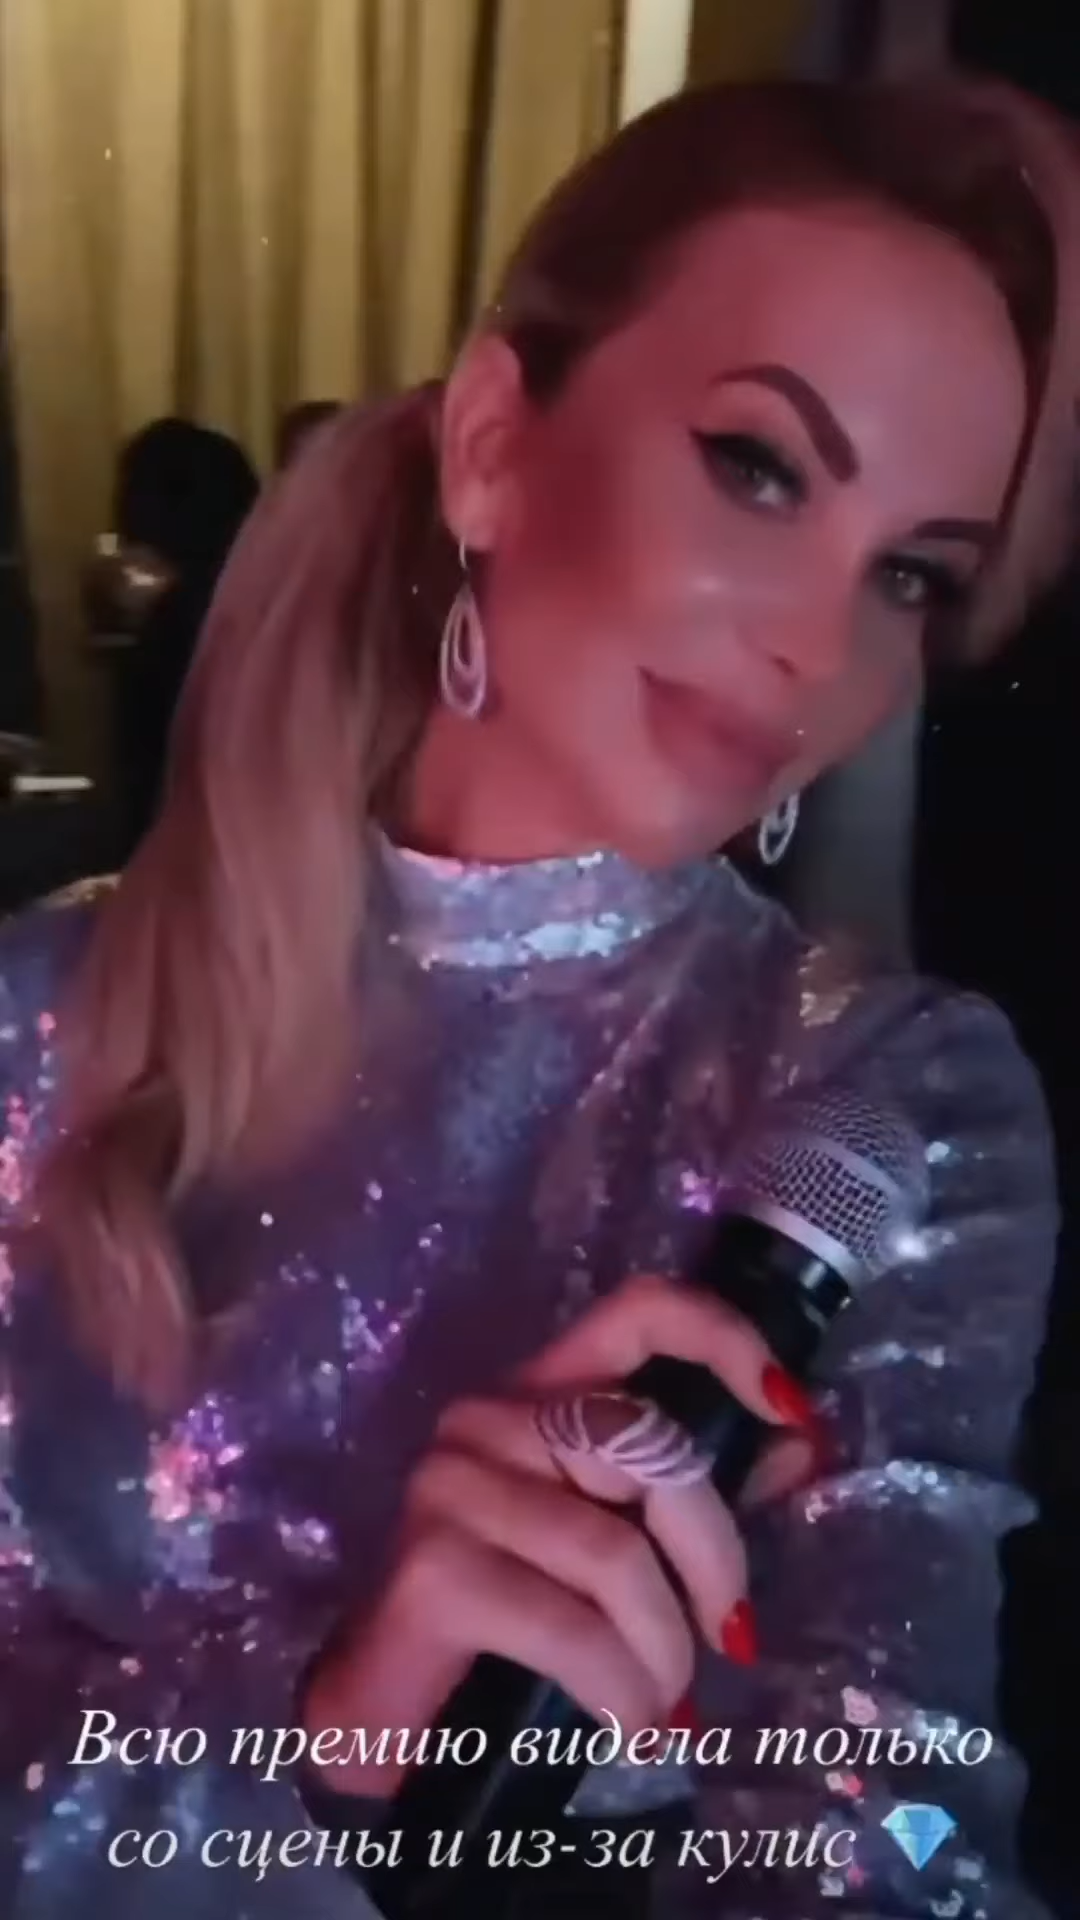 Всю премию видела только
со сцены и из-за кулис 💎